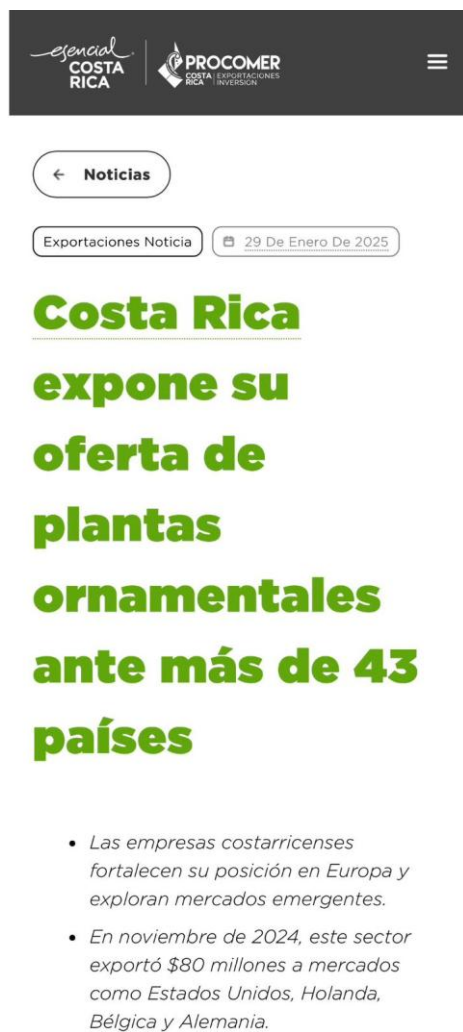 esencial
COSTA
RICA
PROCOMER
COSTA RICA | EXPORTACIONES INVERSION
← Noticias
Exportaciones Noticia
29 De Enero De 2025
Costa Rica
expone su
oferta de
plantas
ornamentales
ante más de 43
países
• Las empresas costarricenses
fortalecen su posición en Europa y
exploran mercados emergentes.
• En noviembre de 2024, este sector
exportó $80 millones a mercados
como Estados Unidos, Holanda,
Bélgica y Alemania.